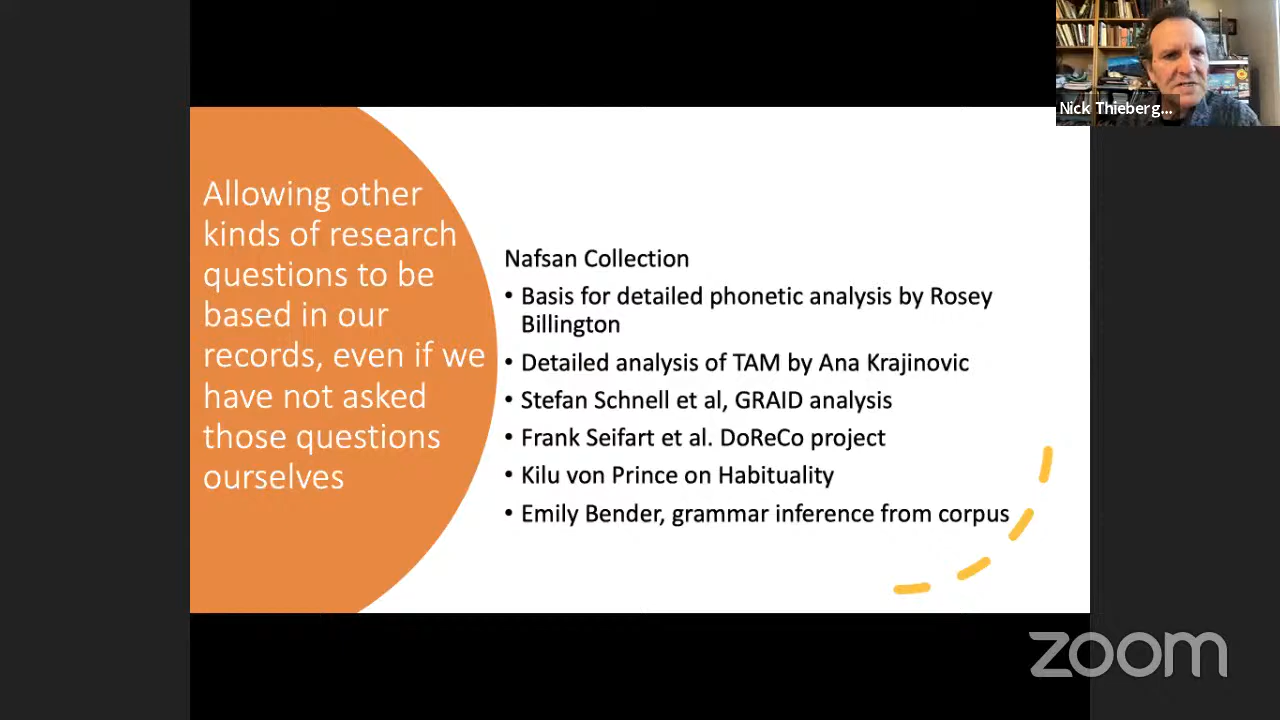 Nick Thieberg...
Allowing other
kinds of research
questions to be
based in our
records, even if we
have not asked
those questions
ourselves
Nafsan Collection
• Basis for detailed phonetic analysis by Rosey
Billington
• Detailed analysis of TAM by Ana Krajinovic
• Stefan Schnell et al, GRAID analysis
• Frank Seifart et al. DoReCo project
• Kilu von Prince on Habituality
• Emily Bender, grammar inference from corpus
zoom